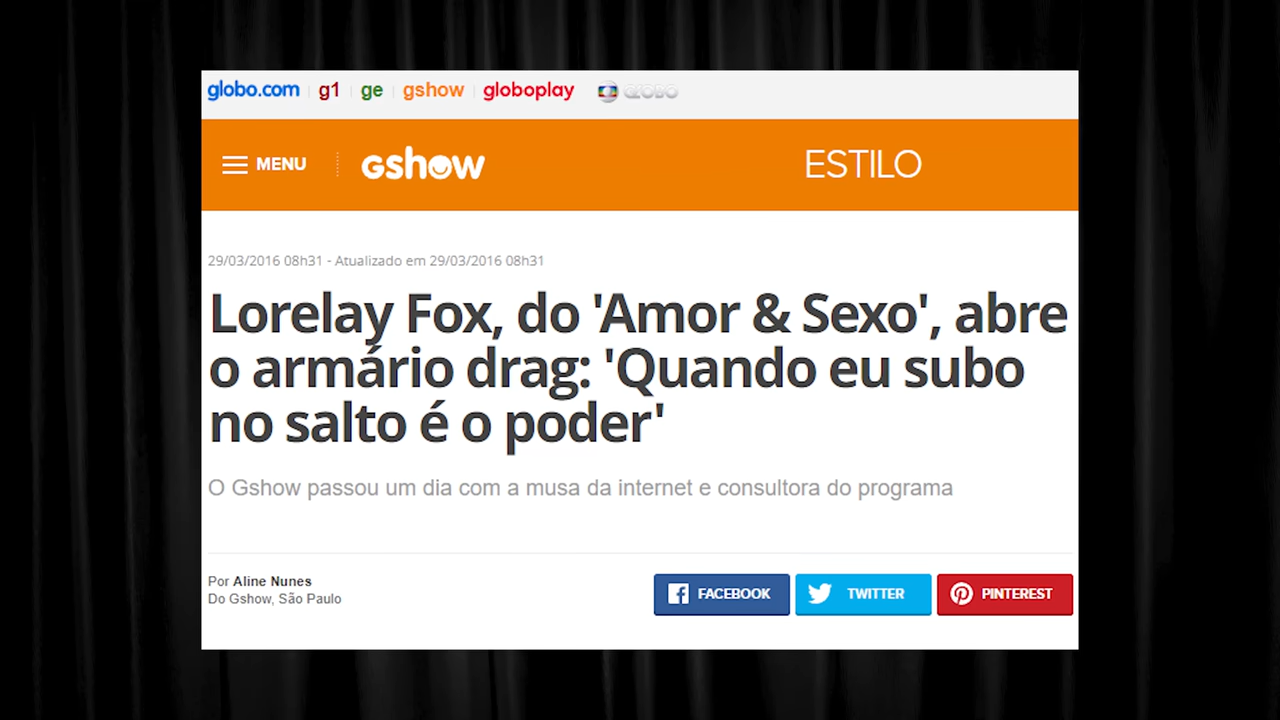 globo.com g1 ge gshow globoplay GLOBO
MENU gshow ESTILO
29/03/2016 08h31 - Atualizado em 29/03/2016 08h31
Lorelay Fox, do 'Amor & Sexo', abre
o armário drag: 'Quando eu subo
no salto é o poder'
O Gshow passou um dia com a musa da internet e consultora do programa
Por Aline Nunes
Do Gshow, São Paulo
FACEBOOK TWITTER PINTEREST